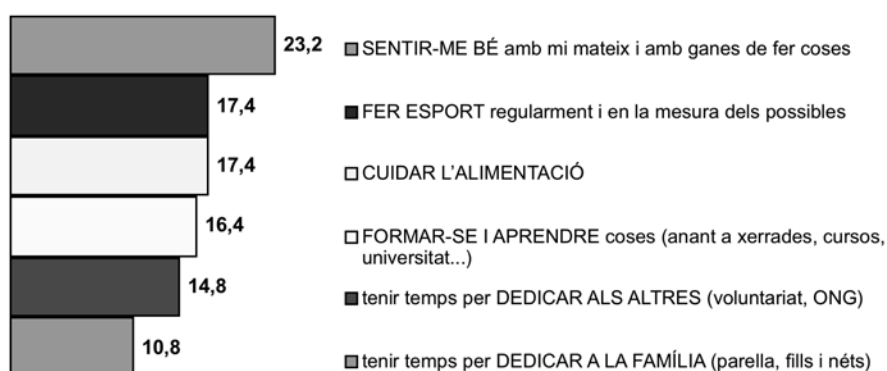 23,2 SENTIR-ME BÉ amb mi mateix i amb ganes de fer coses
17,4 FER ESPORT regularment i en la mesura dels possibles
17,4 CUIDAR L'ALIMENTACIÓ
16,4 FORMAR-SE I APRENDRE coses (anant a xerrades, cursos,
universitat...)
14,8 tenir temps per DEDICAR ALS ALTRES (voluntariat, ONG)
10,8 tenir temps per DEDICAR A LA FAMÍLIA (parella, fills i néts)